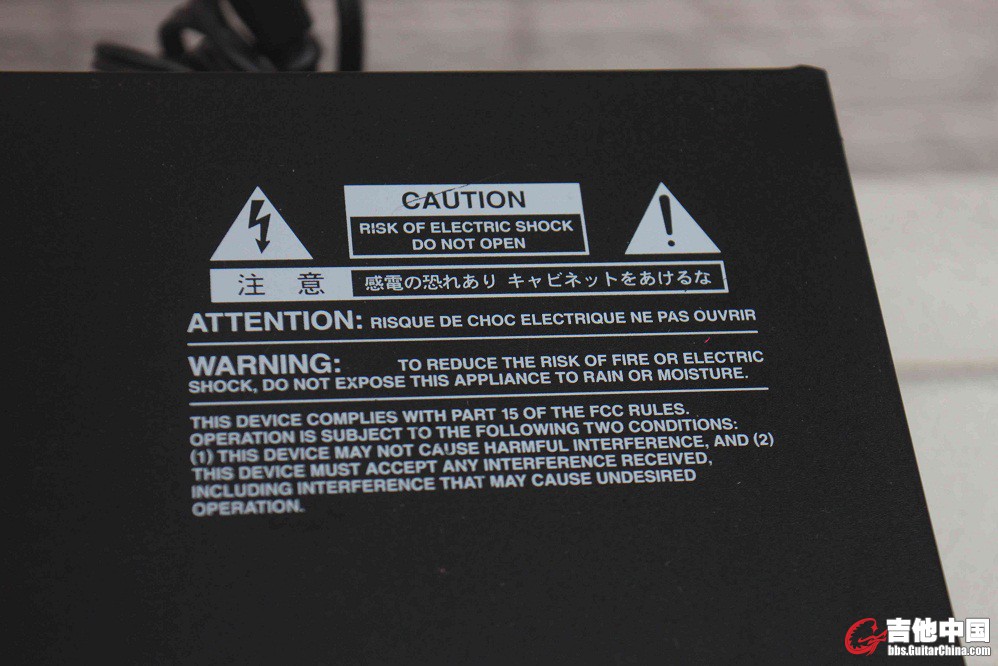 CAUTION
RISK OF ELECTRIC SHOCK
DO NOT OPEN
注 意 感電の恐れあり キャビネットをあけるな
ATTENTION: RISQUE DE CHOC ELECTRIQUE NE PAS OUVRIR
WARNING: TO REDUCE THE RISK OF FIRE OR ELECTRIC
SHOCK, DO NOT EXPOSE THIS APPLIANCE TO RAIN OR MOISTURE.
THIS DEVICE COMPLIES WITH PART 15 OF THE FCC RULES.
OPERATION IS SUBJECT TO THE FOLLOWING TWO CONDITIONS:
(1) THIS DEVICE MAY NOT CAUSE HARMFUL INTERFERENCE, AND (2)
THIS DEVICE MUST ACCEPT ANY INTERFERENCE RECEIVED,
INCLUDING INTERFERENCE THAT MAY CAUSE UNDESIRED
OPERATION.
吉他中国
bbs.GuitarChina.com